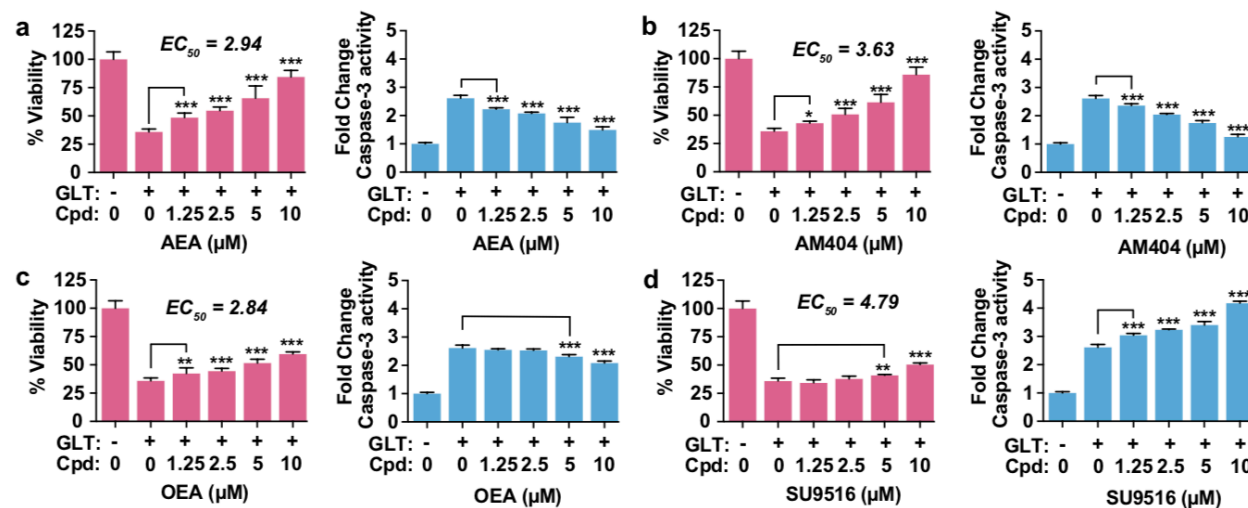 a
% Viability
125
100
75
50
25
0
EC50 = 2.94
*** *** *** ***
GLT: - + + + + +
Cpd: 0 0 1.25 2.5 5 10
AEA (µM)
Fold Change
Caspase-3 activity
5
4
3
2
1
0
*** *** *** ***
- + + + + +
0 0 1.25 2.5 5 10
AEA (µM)
b
% Viability
125
100
75
50
25
0
EC50 = 3.63
* *** *** ***
GLT: - + + + + +
Cpd: 0 0 1.25 2.5 5 10
AM404 (µM)
Fold Change
Caspase-3 activity
5
4
3
2
1
0
*** *** *** ***
- + + + + +
0 0 1.25 2.5 5 10
AM404 (µM)
c
% Viability
125
100
75
50
25
0
EC50 = 2.84
** *** *** ***
GLT: - + + + + +
Cpd: 0 0 1.25 2.5 5 10
OEA (µM)
Fold Change
Caspase-3 activity
5
4
3
2
1
0
*** ***
- + + + + +
0 0 1.25 2.5 5 10
OEA (µM)
d
% Viability
125
100
75
50
25
0
EC50 = 4.79
** ***
GLT: - + + + + +
Cpd: 0 0 1.25 2.5 5 10
SU9516 (µM)
Fold Change
Caspase-3 activity
5
4
3
2
1
0
*** *** *** ***
- + + + + +
0 0 1.25 2.5 5 10
SU9516 (µM)